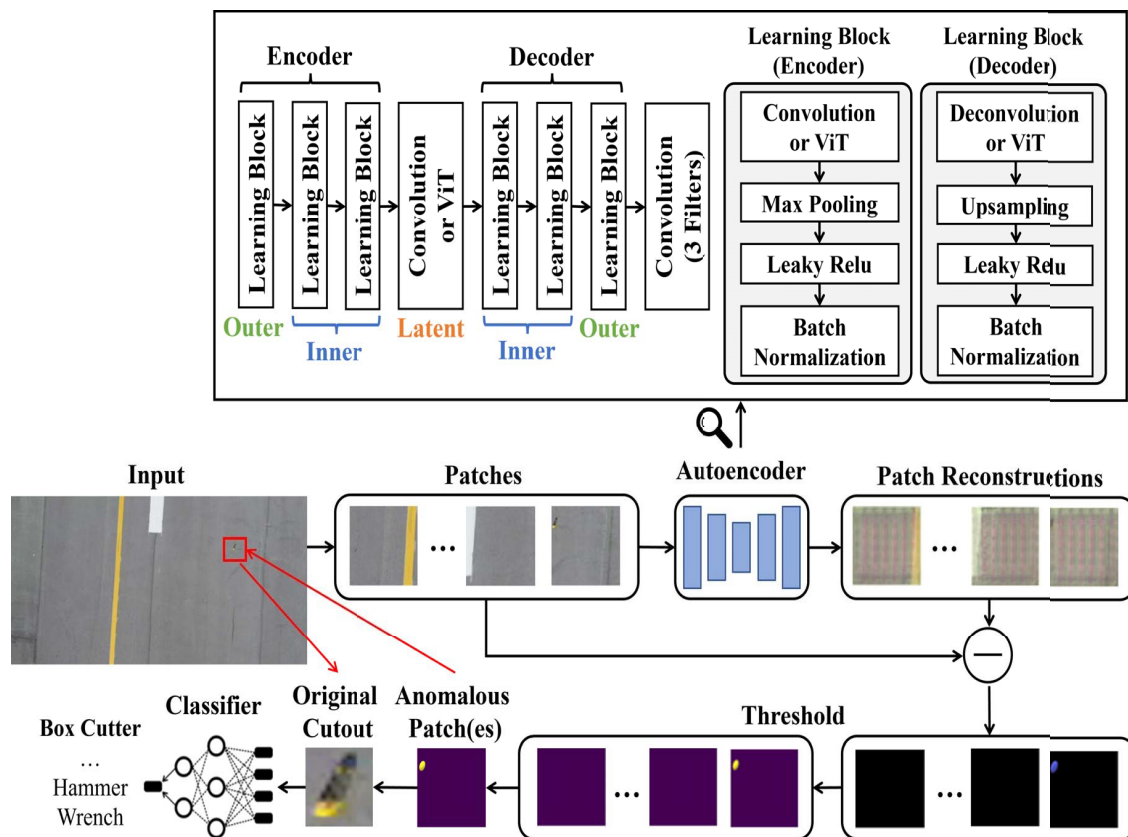 Encoder
Decoder
Learning Block
Learning Block
Learning Block
Convolution
or ViT
Learning Block
Learning Block
Learning Block
Convolution
(3 Filters)
Outer
Inner
Latent
Inner
Outer
Learning Block
(Encoder)
Convolution
or ViT
Max Pooling
Leaky Relu
Batch
Normalization
Learning Block
(Decoder)
Deconvolution
or ViT
Upsampling
Leaky Relu
Batch
Normalization
Input
Patches
Autoencoder
Patch Reconstructions
...
...
Threshold
...
...
Anomalous
Patch(es)
Original
Cutout
Classifier
Box Cutter
...
Hammer
Wrench